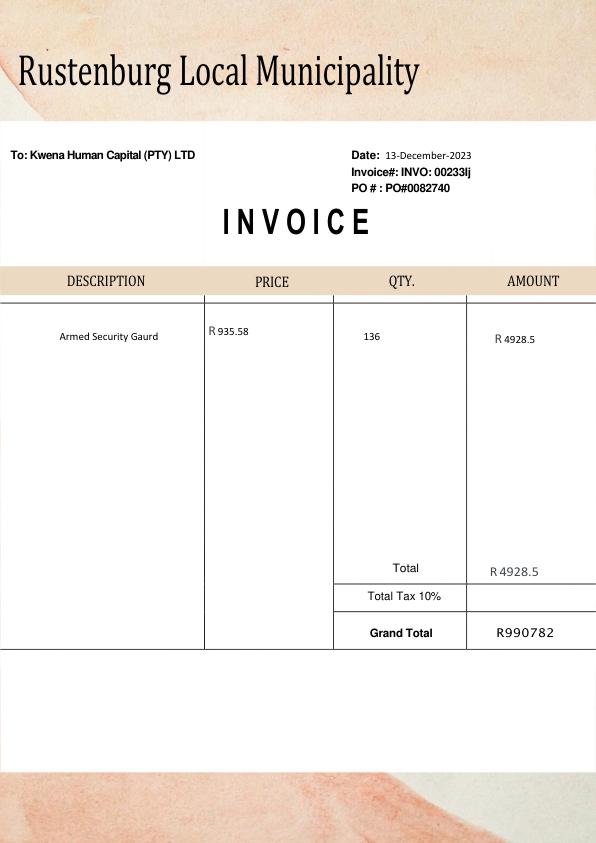 Rustenburg Local Municipality
To: Kwena Human Capital (PTY) LTD
Date: 13-December-2023
Invoice#: INVO: 00233lj
PO # : PO#0082740
INVOICE
DESCRIPTION PRICE QTY. AMOUNT
Armed Security Gaurd R 935.58 136 R 4928.5
Total R 4928.5
Total Tax 10%
Grand Total R990782